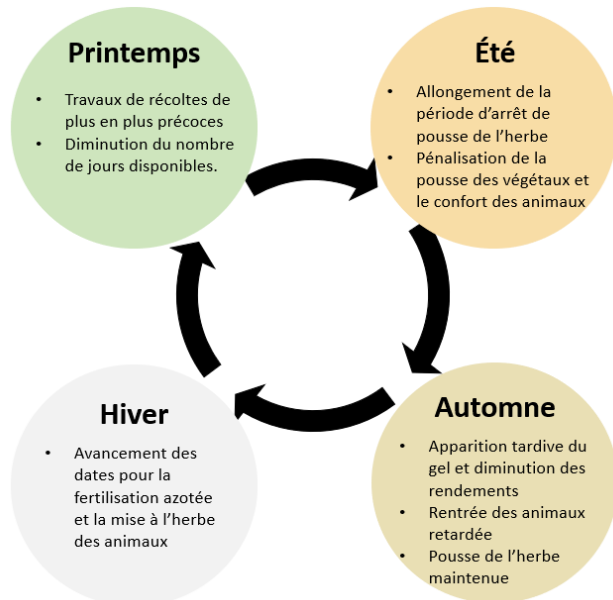 Printemps
• Travaux de récoltes de
plus en plus précoces
• Diminution du nombre
de jours disponibles.
Été
• Allongement de la
période d’arrêt de
pousse de l’herbe
• Pénalisation de la
pousse des végétaux et
le confort des animaux
Automne
• Apparition tardive du
gel et diminution des
rendements
• Rentrée des animaux
retardée
• Pousse de l’herbe
maintenue
Hiver
• Avancement des
dates pour la
fertilisation azotée
et la mise à l’herbe
des animaux